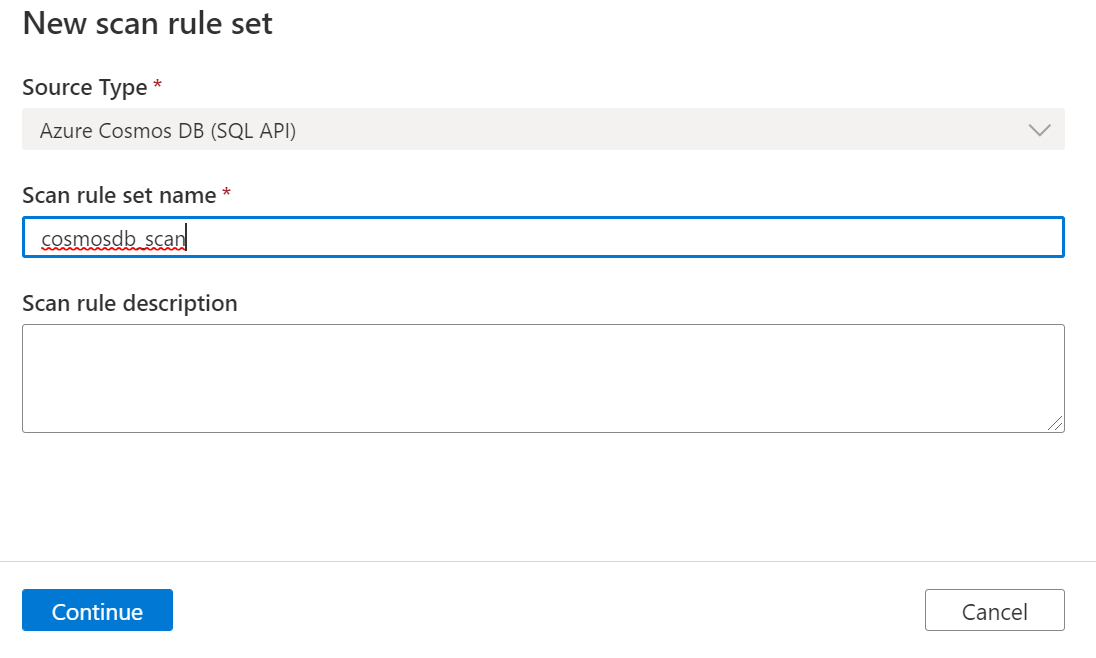 New scan rule set
Source Type *
Azure Cosmos DB (SQL API)
Scan rule set name *
cosmosdb_scan
Scan rule description
Continue
Cancel